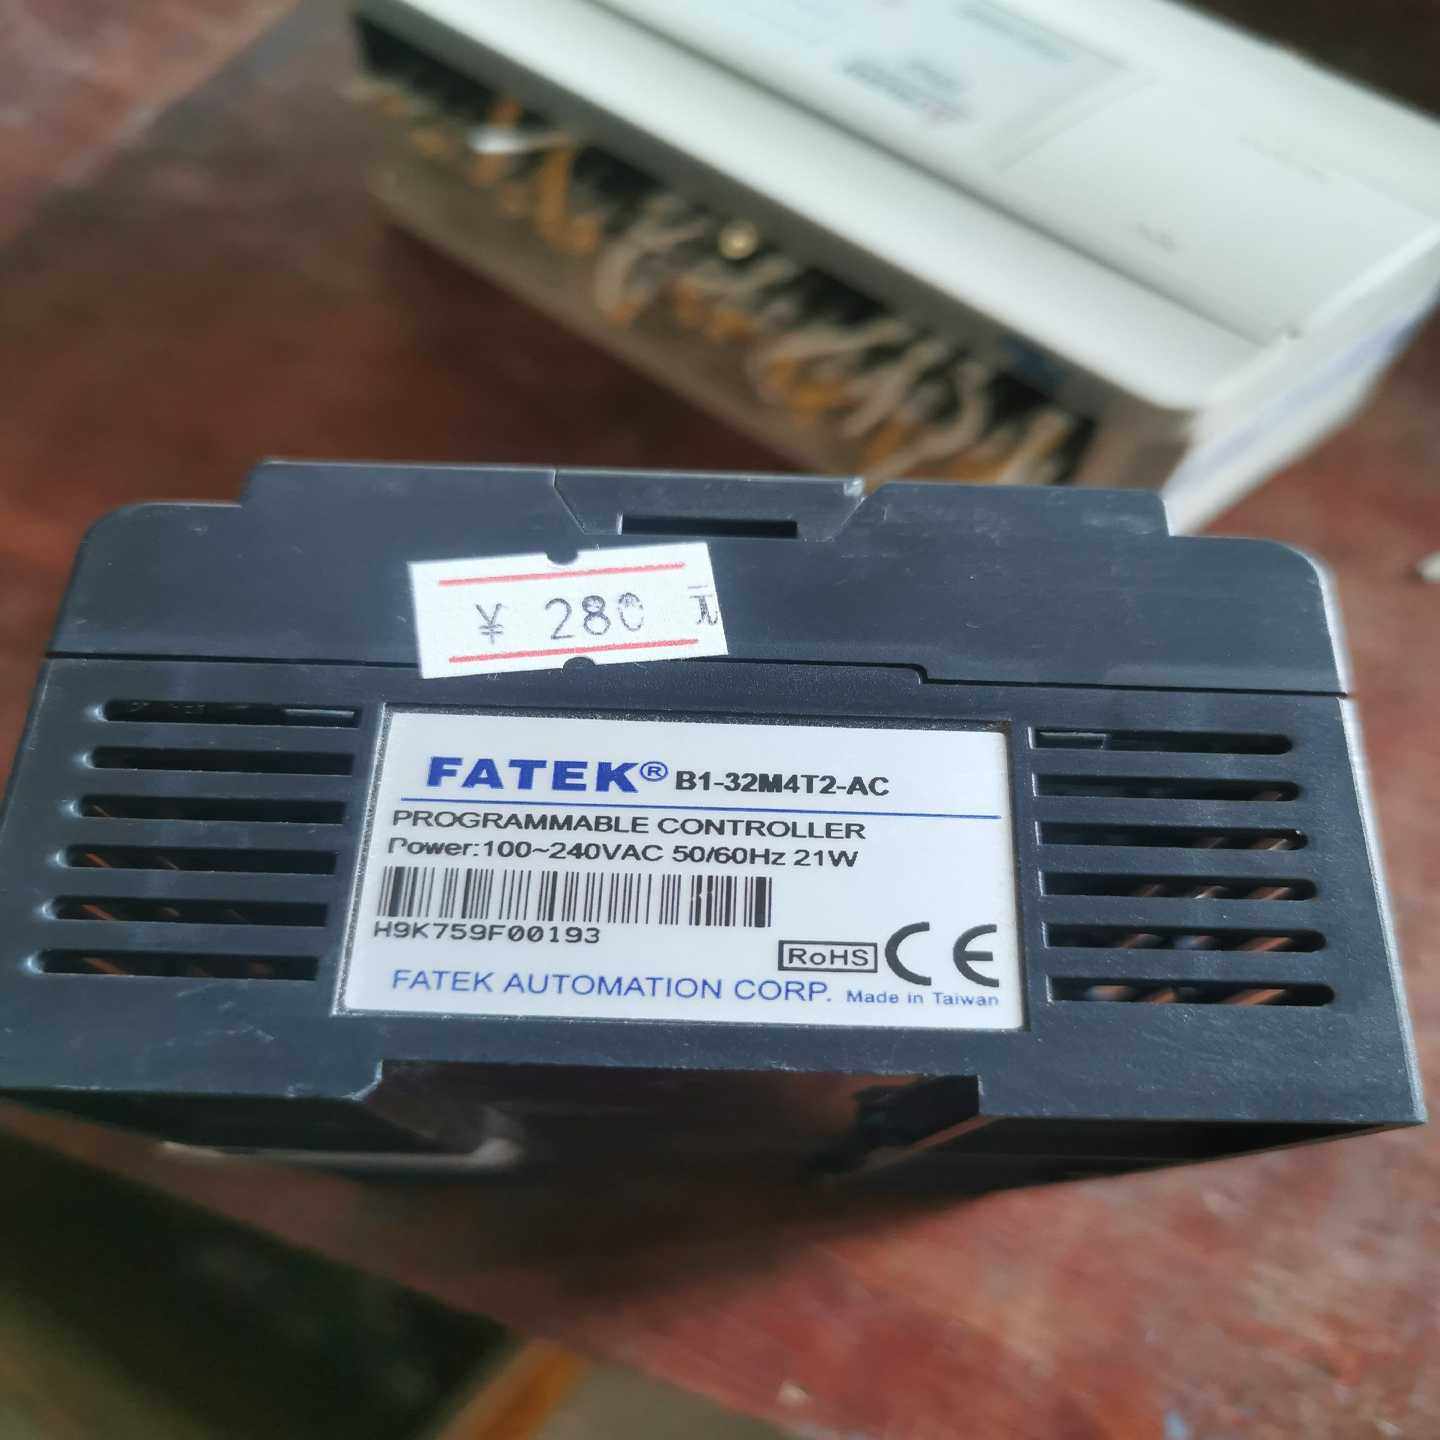 ¥ 280 元
FATEK® B1-32M4T2-AC
PROGRAMMABLE CONTROLLER
Power:100~240VAC 50/60Hz 21W
H9K759F00193
RoHS CE
FATEK AUTOMATION CORP. Made in Taiwan